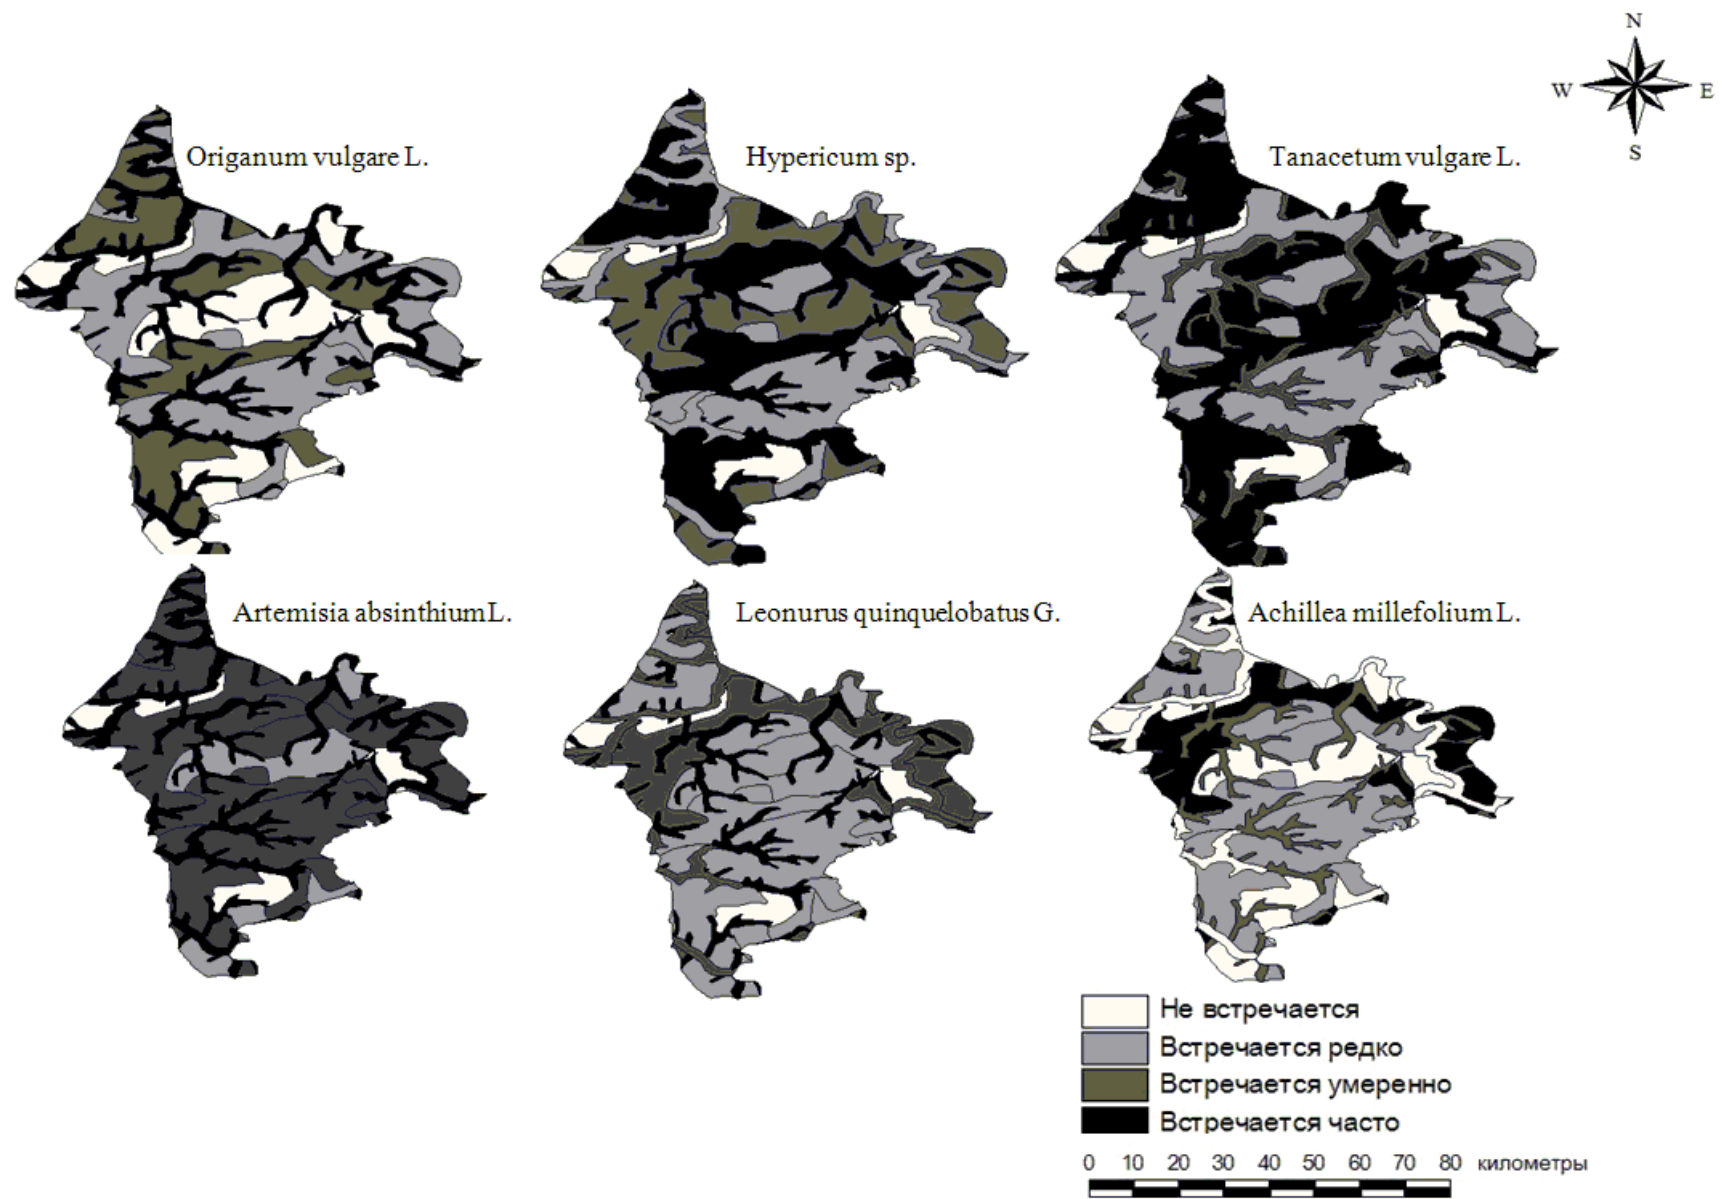 N
W E
S
Origanum vulgare L.
Hypericum sp.
Tanacetum vulgare L.
Artemisia absinthium L.
Leonurus quinquelobatus G.
Achillea millefolium L.
Не встречается
Встречается редко
Встречается умеренно
Встречается часто
0 10 20 30 40 50 60 70 80 километры